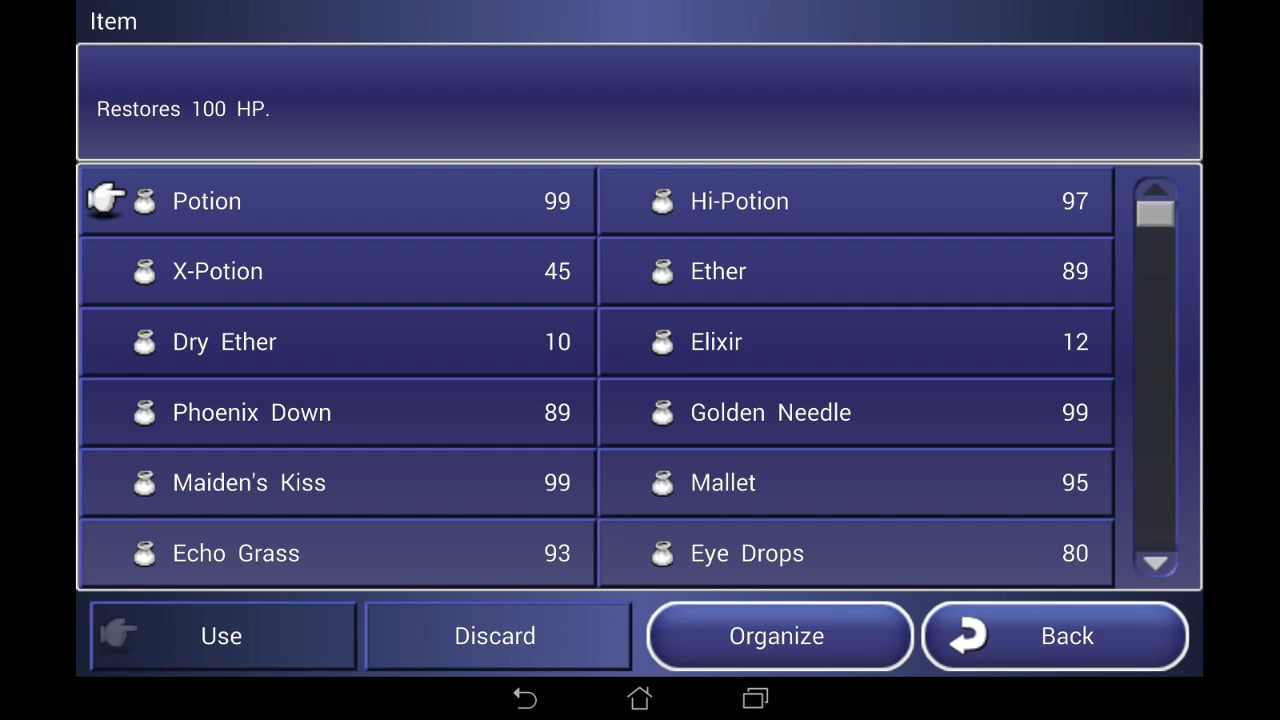 Item
Restores 100 HP.
Potion 99 Hi-Potion 97
X-Potion 45 Ether 89
Dry Ether 10 Elixir 12
Phoenix Down 89 Golden Needle 99
Maiden's Kiss 99 Mallet 95
Echo Grass 93 Eye Drops 80
Use Discard Organize Back